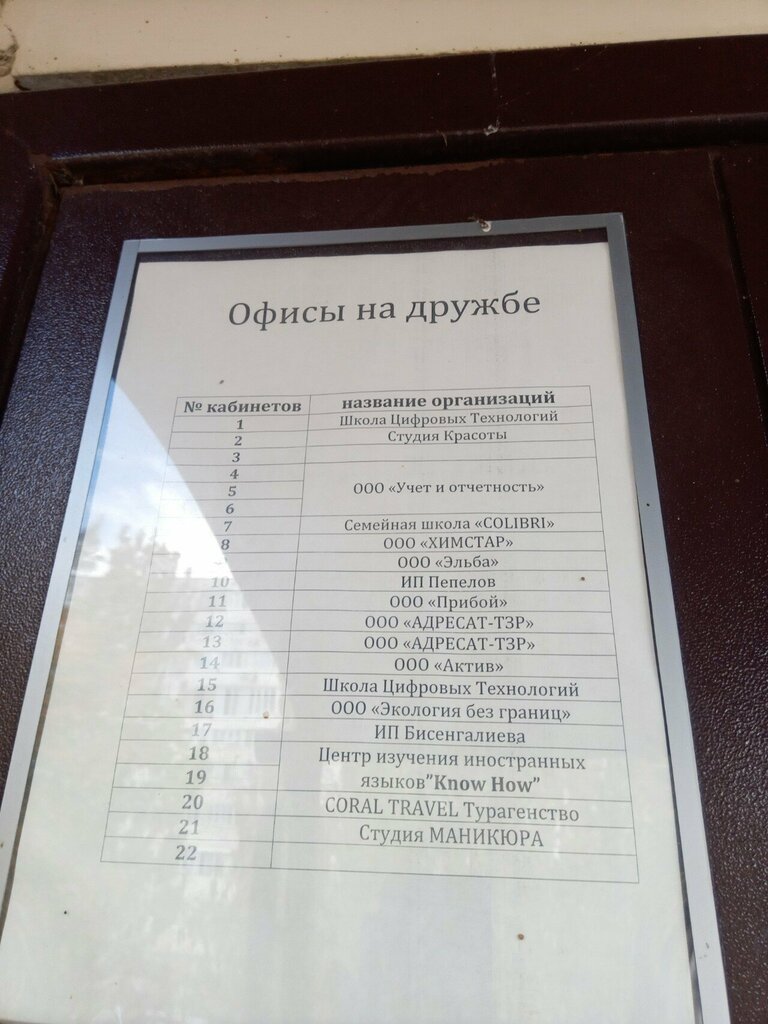 Офисы на дружбе
№ кабинетов название организаций
1 Школа Цифровых Технологий
2 Студия Красоты
3
4
5 ООО «Учет и отчетность»
6
7 Семейная школа «COLIBRI»
8 ООО «ХИМСТАР»
ООО «Эльба»
10 ИП Пепелов
11 ООО «Прибой»
12 ООО «АДРЕСАТ-ТЗР»
13 ООО «АДРЕСАТ-ТЗР»
14 ООО «Актив»
15 Школа Цифровых Технологий
16 ООО «Экология без границ»
17 ИП Бисенгалиева
18 Центр изучения иностранных
19 языков”Know How”
20 CORAL TRAVEL Турагенство
21 Студия МАНИКЮРА
22